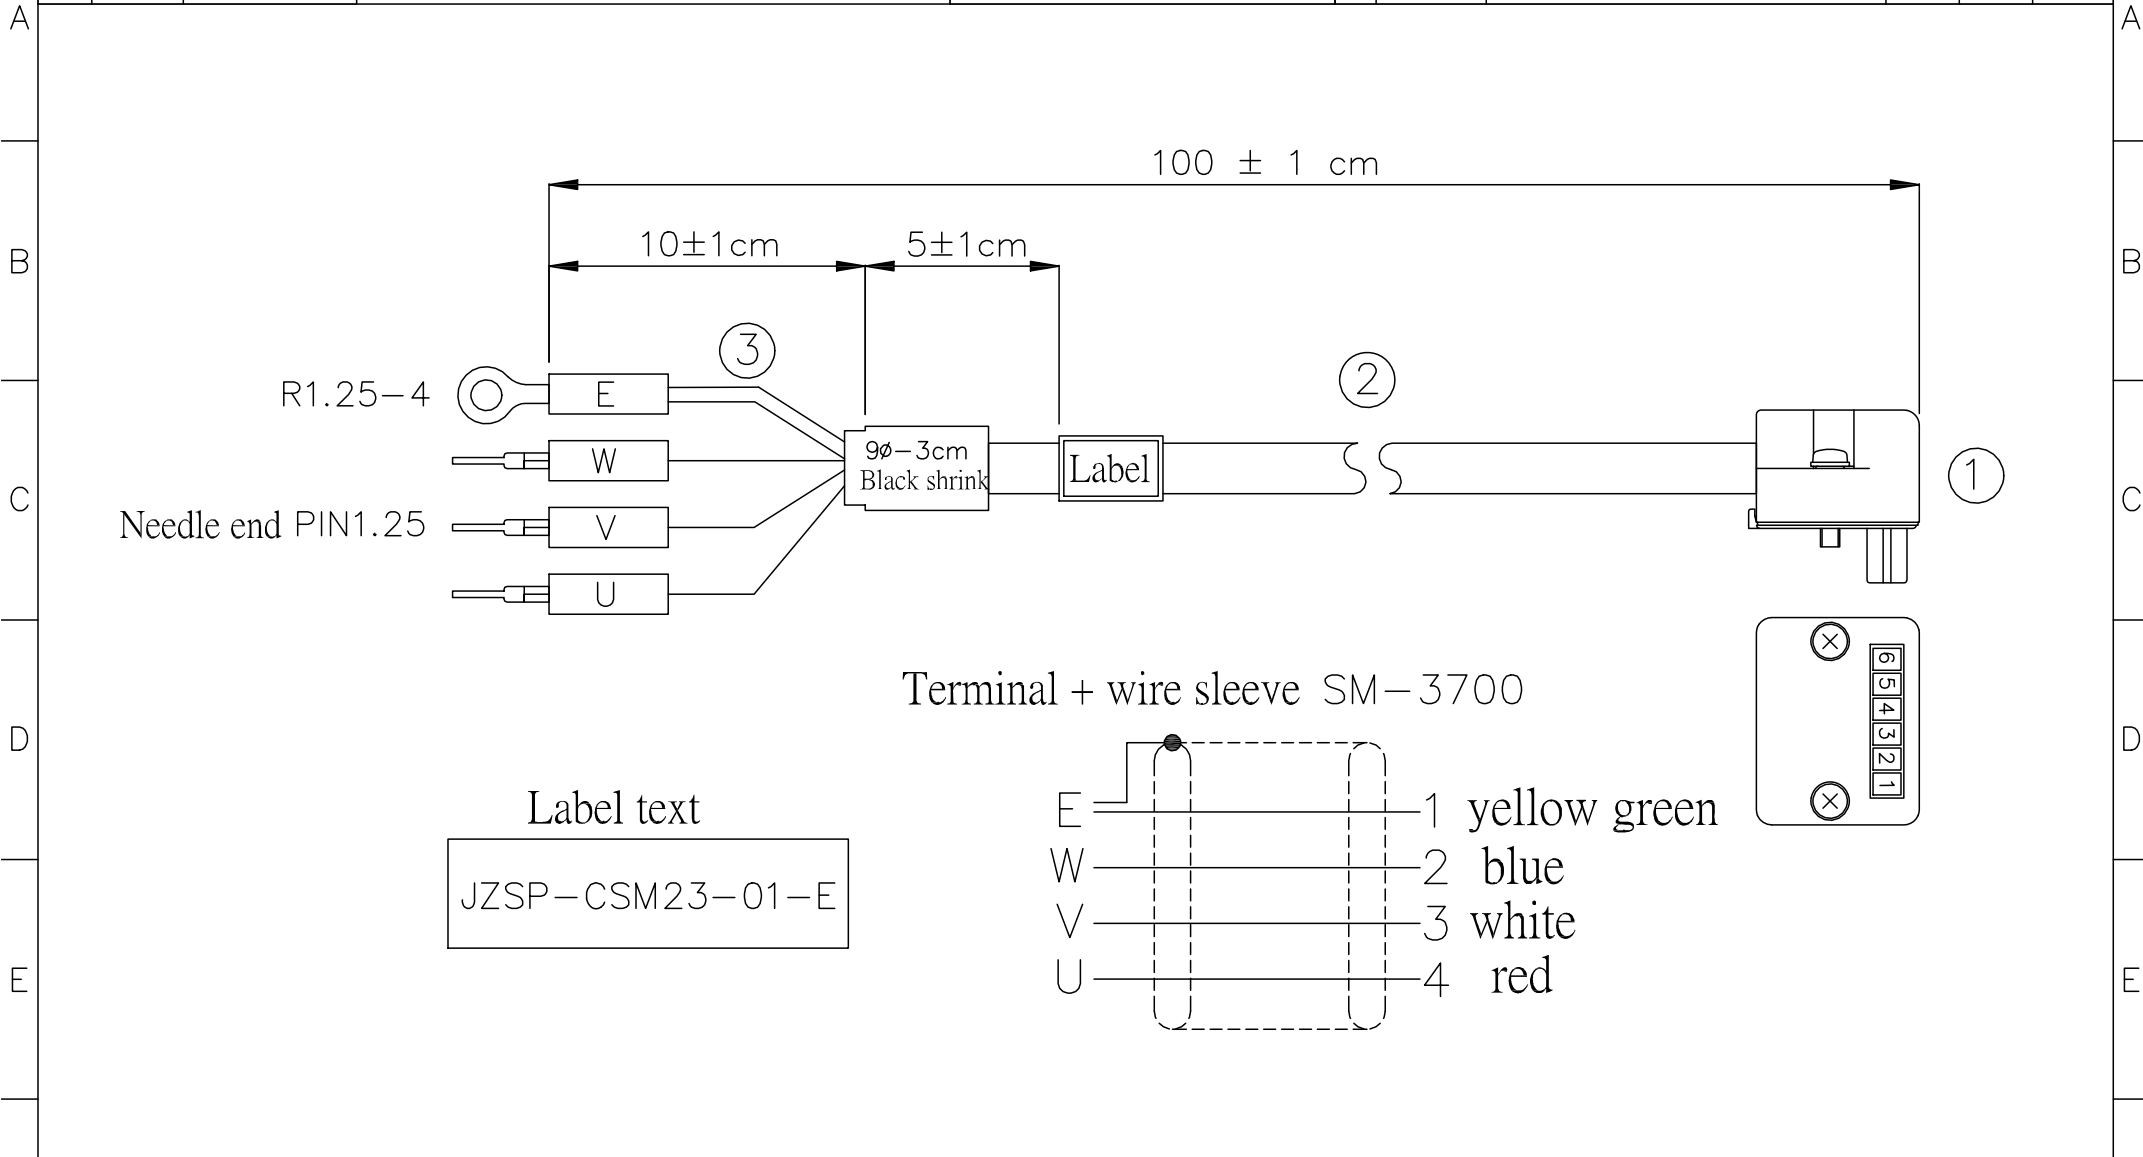 A A
100 ± 1 cm
10±1cm 5±1cm
B B
3
2
R1.25-4 E
9ø-3cm
W
Label
Black shrink
1
C C
Needle end PIN1.25 V
U
6
5
4
3
2
1
Terminal + wire sleeve SM-3700
D D
Label text
E 1 yellow green
W 2 blue
JZSP-CSM23-01-E
V 3 white
U 4 red
E E